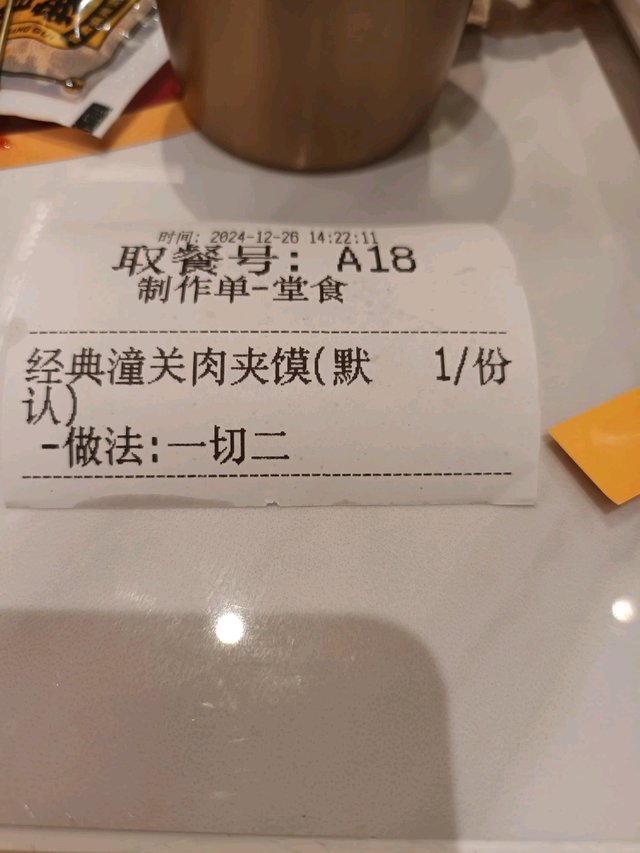 时间: 2024-12-26 14:22:11
取餐号: A18
制作单-堂食
经典潼关肉夹馍(默 1/份
认)
-做法:一切二